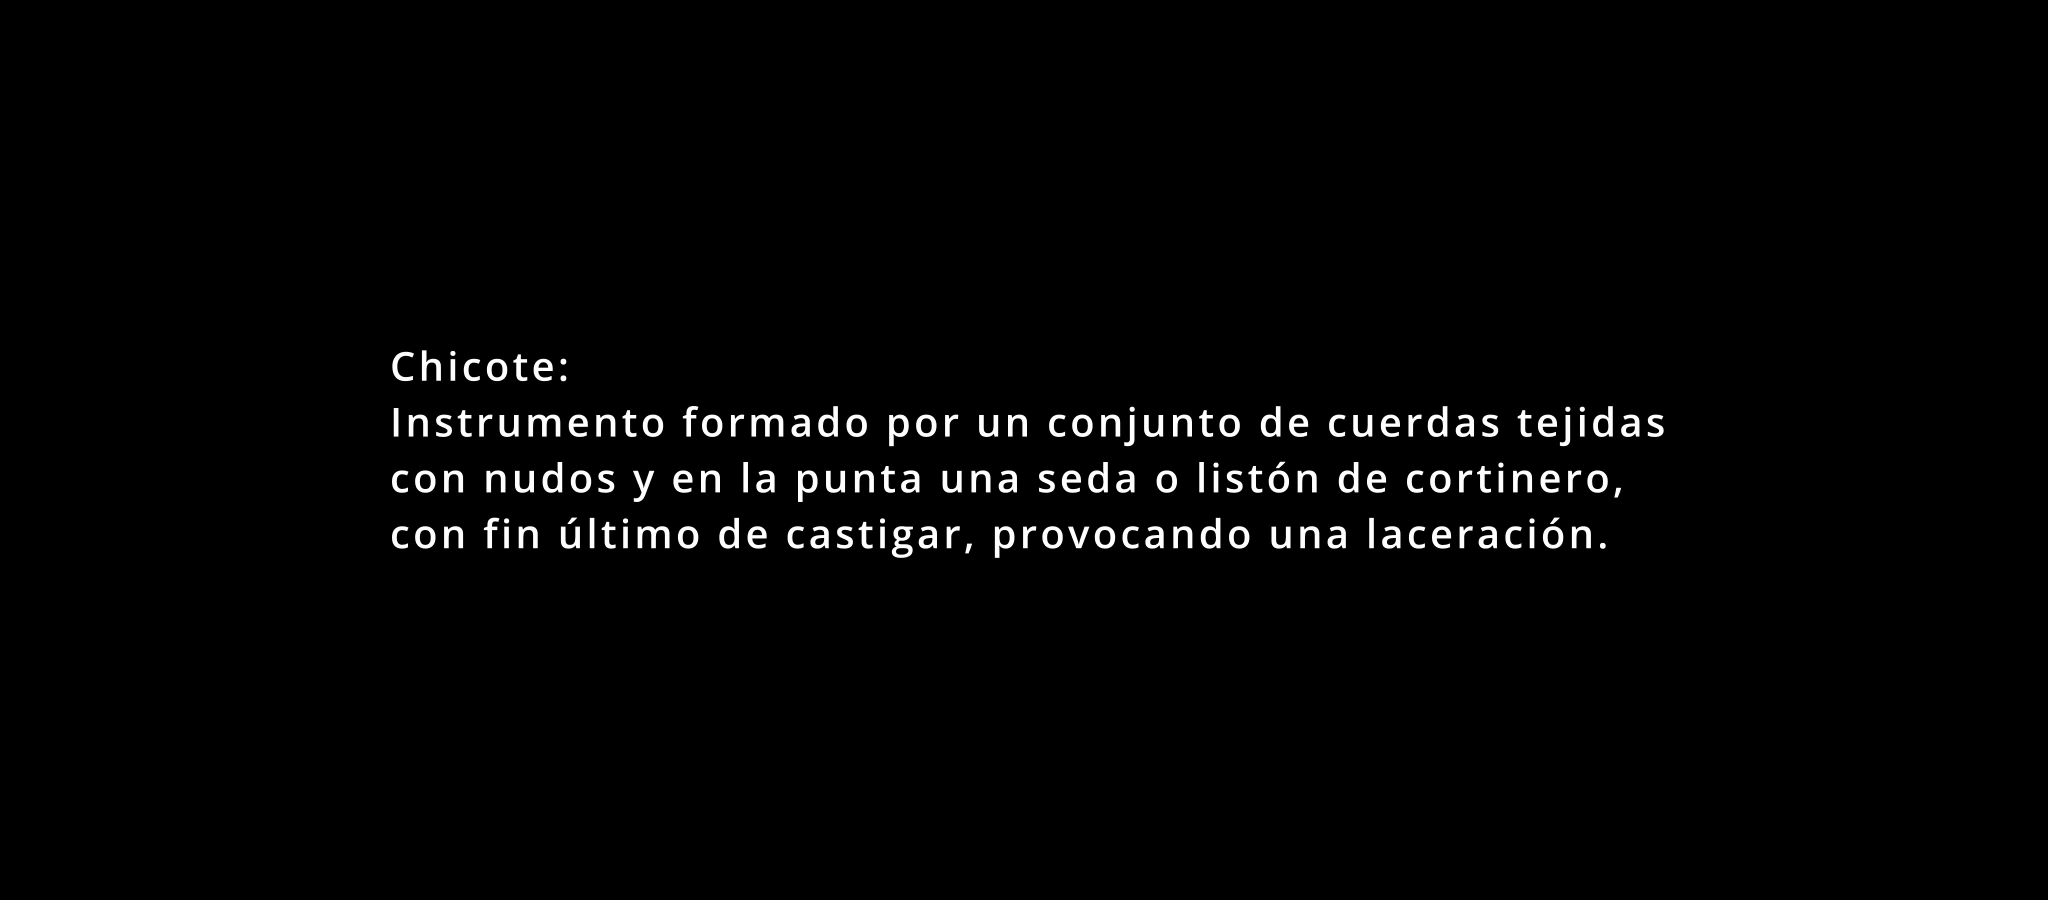 Chicote:
Instrumento formado por un conjunto de cuerdas tejidas
con nudos y en la punta una seda o listón de cortinero,
con fin último de castigar, provocando una laceración.